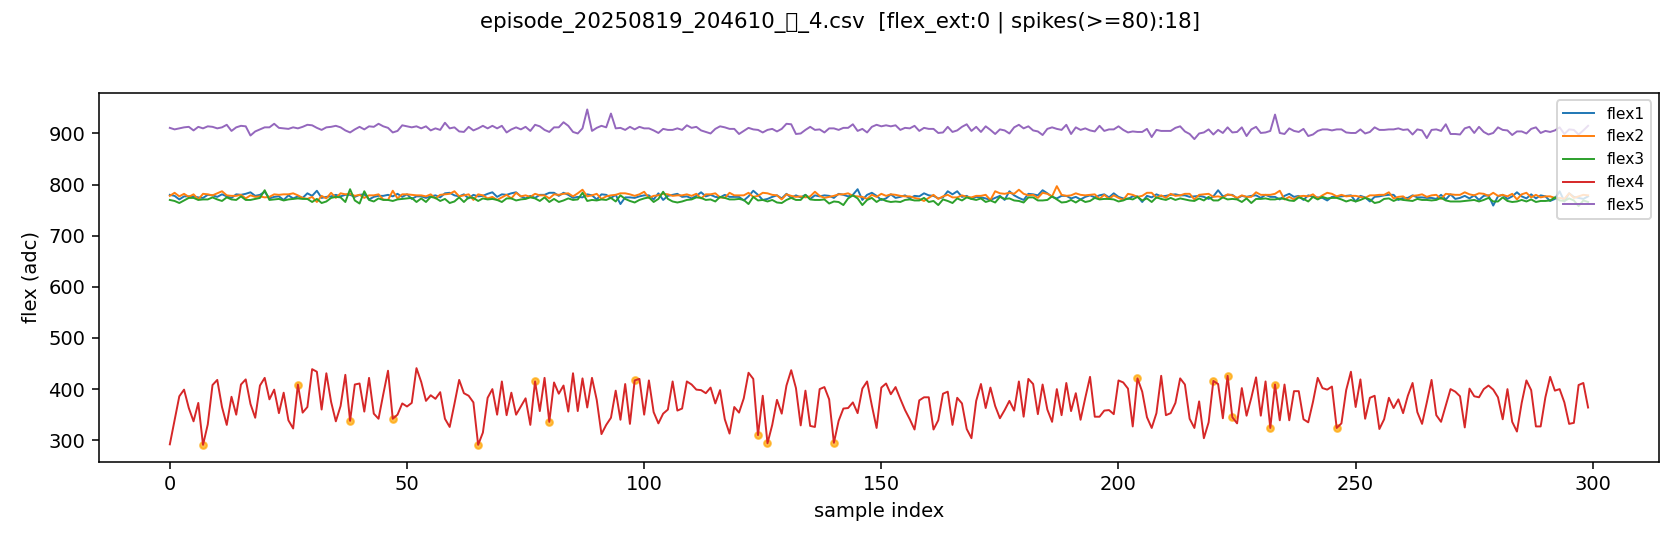 episode_20250819_204610_▯_4.csv  [flex_ext:0 | spikes(>=80):18]
flex (adc)
900
800
700
600
500
400
300
0
50
100
150
200
250
300
sample index
flex1
flex2
flex3
flex4
flex5